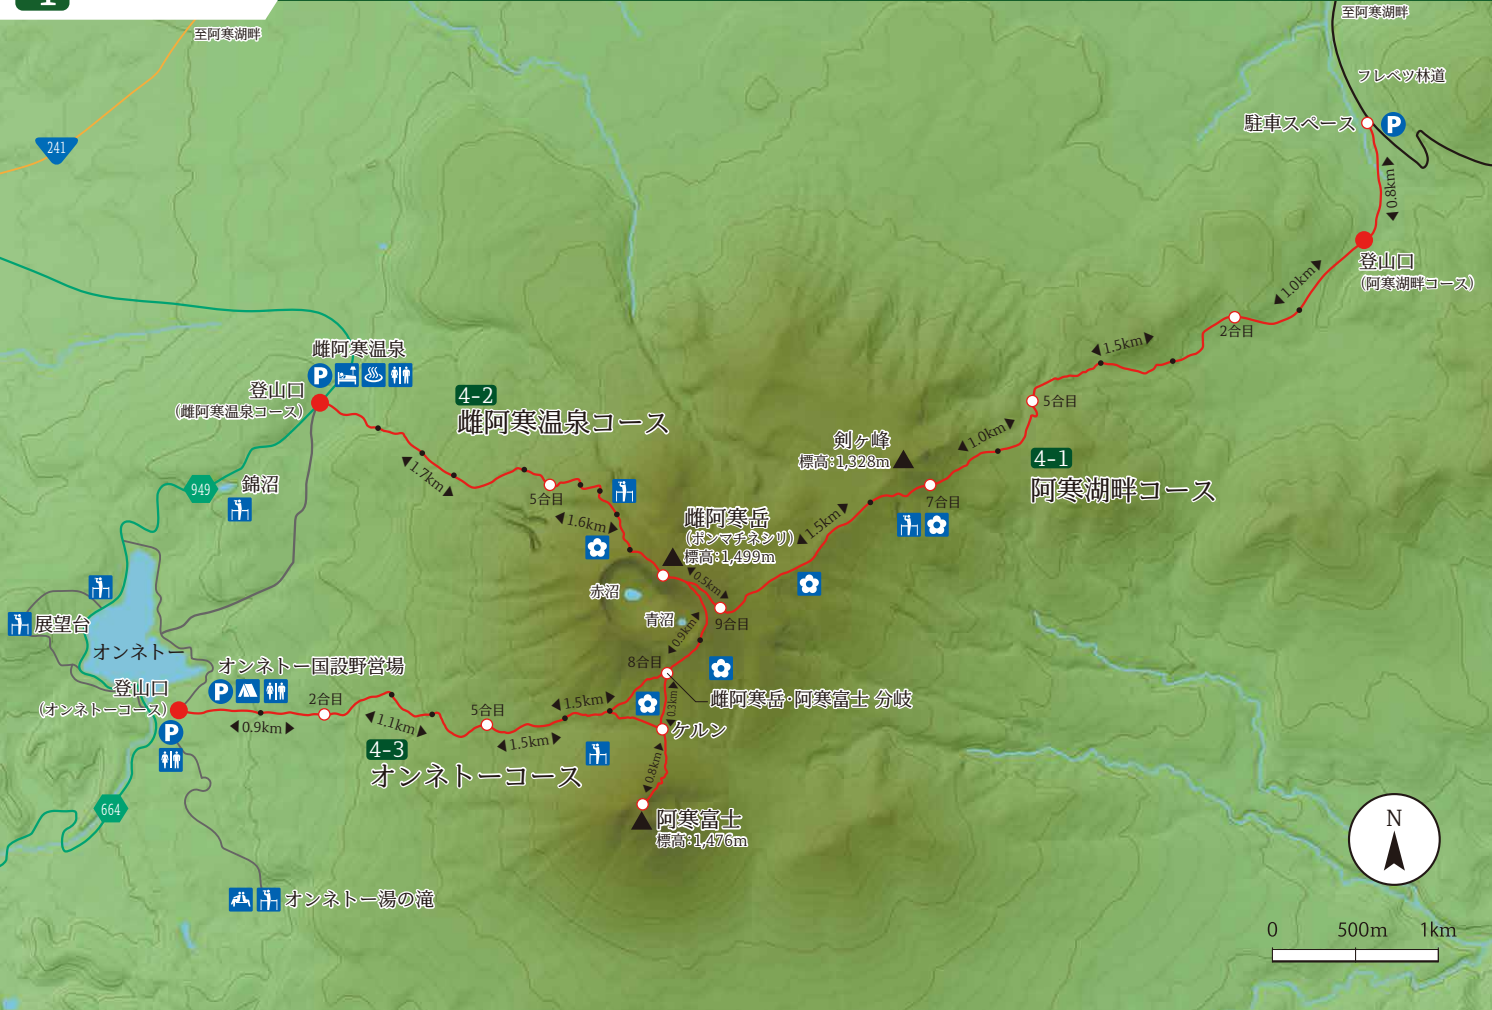 至阿寒湖畔
至阿寒湖畔
フレベツ林道
241
駐車スペース
P
0.8km
登山口
(阿寒湖畔コース)
1.0km
2合目
1.5km
5合目
1.0km
4-1
阿寒湖畔コース
剣ヶ峰
標高:1,328m
7合目
1.5km
雌阿寒温泉
P
登山口
(雌阿寒温泉コース)
4-2
雌阿寒温泉コース
1.7km
5合目
1.6km
949
錦沼
雌阿寒岳
(ポンマチネシリ)
標高:1,499m
0.5km
赤沼
青沼
9合目
0.9km
8合目
雌阿寒岳・阿寒富士 分岐
0.3km
ケルン
0.8km
阿寒富士
標高:1,476m
展望台
オンネトー
オンネトー国設野営場
P
登山口
(オンネトーコース)
P
0.9km
2合目
1.1km
4-3
オンネトーコース
5合目
1.5km
1.5km
664
オンネトー湯の滝
N
0 500m 1km